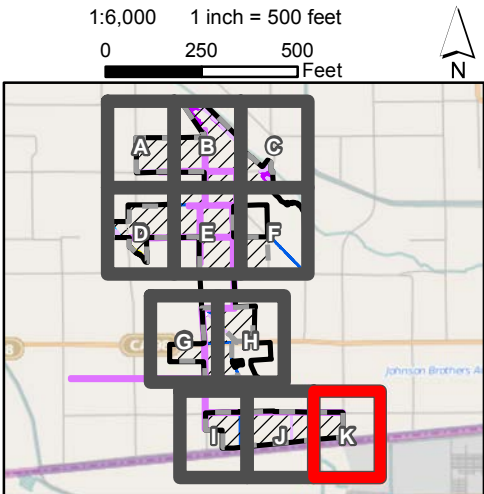 1:6,000 1 inch = 500 feet
0 250 500
Feet
N
A B C
D E F
G H
Johnson Brothers A
I J K